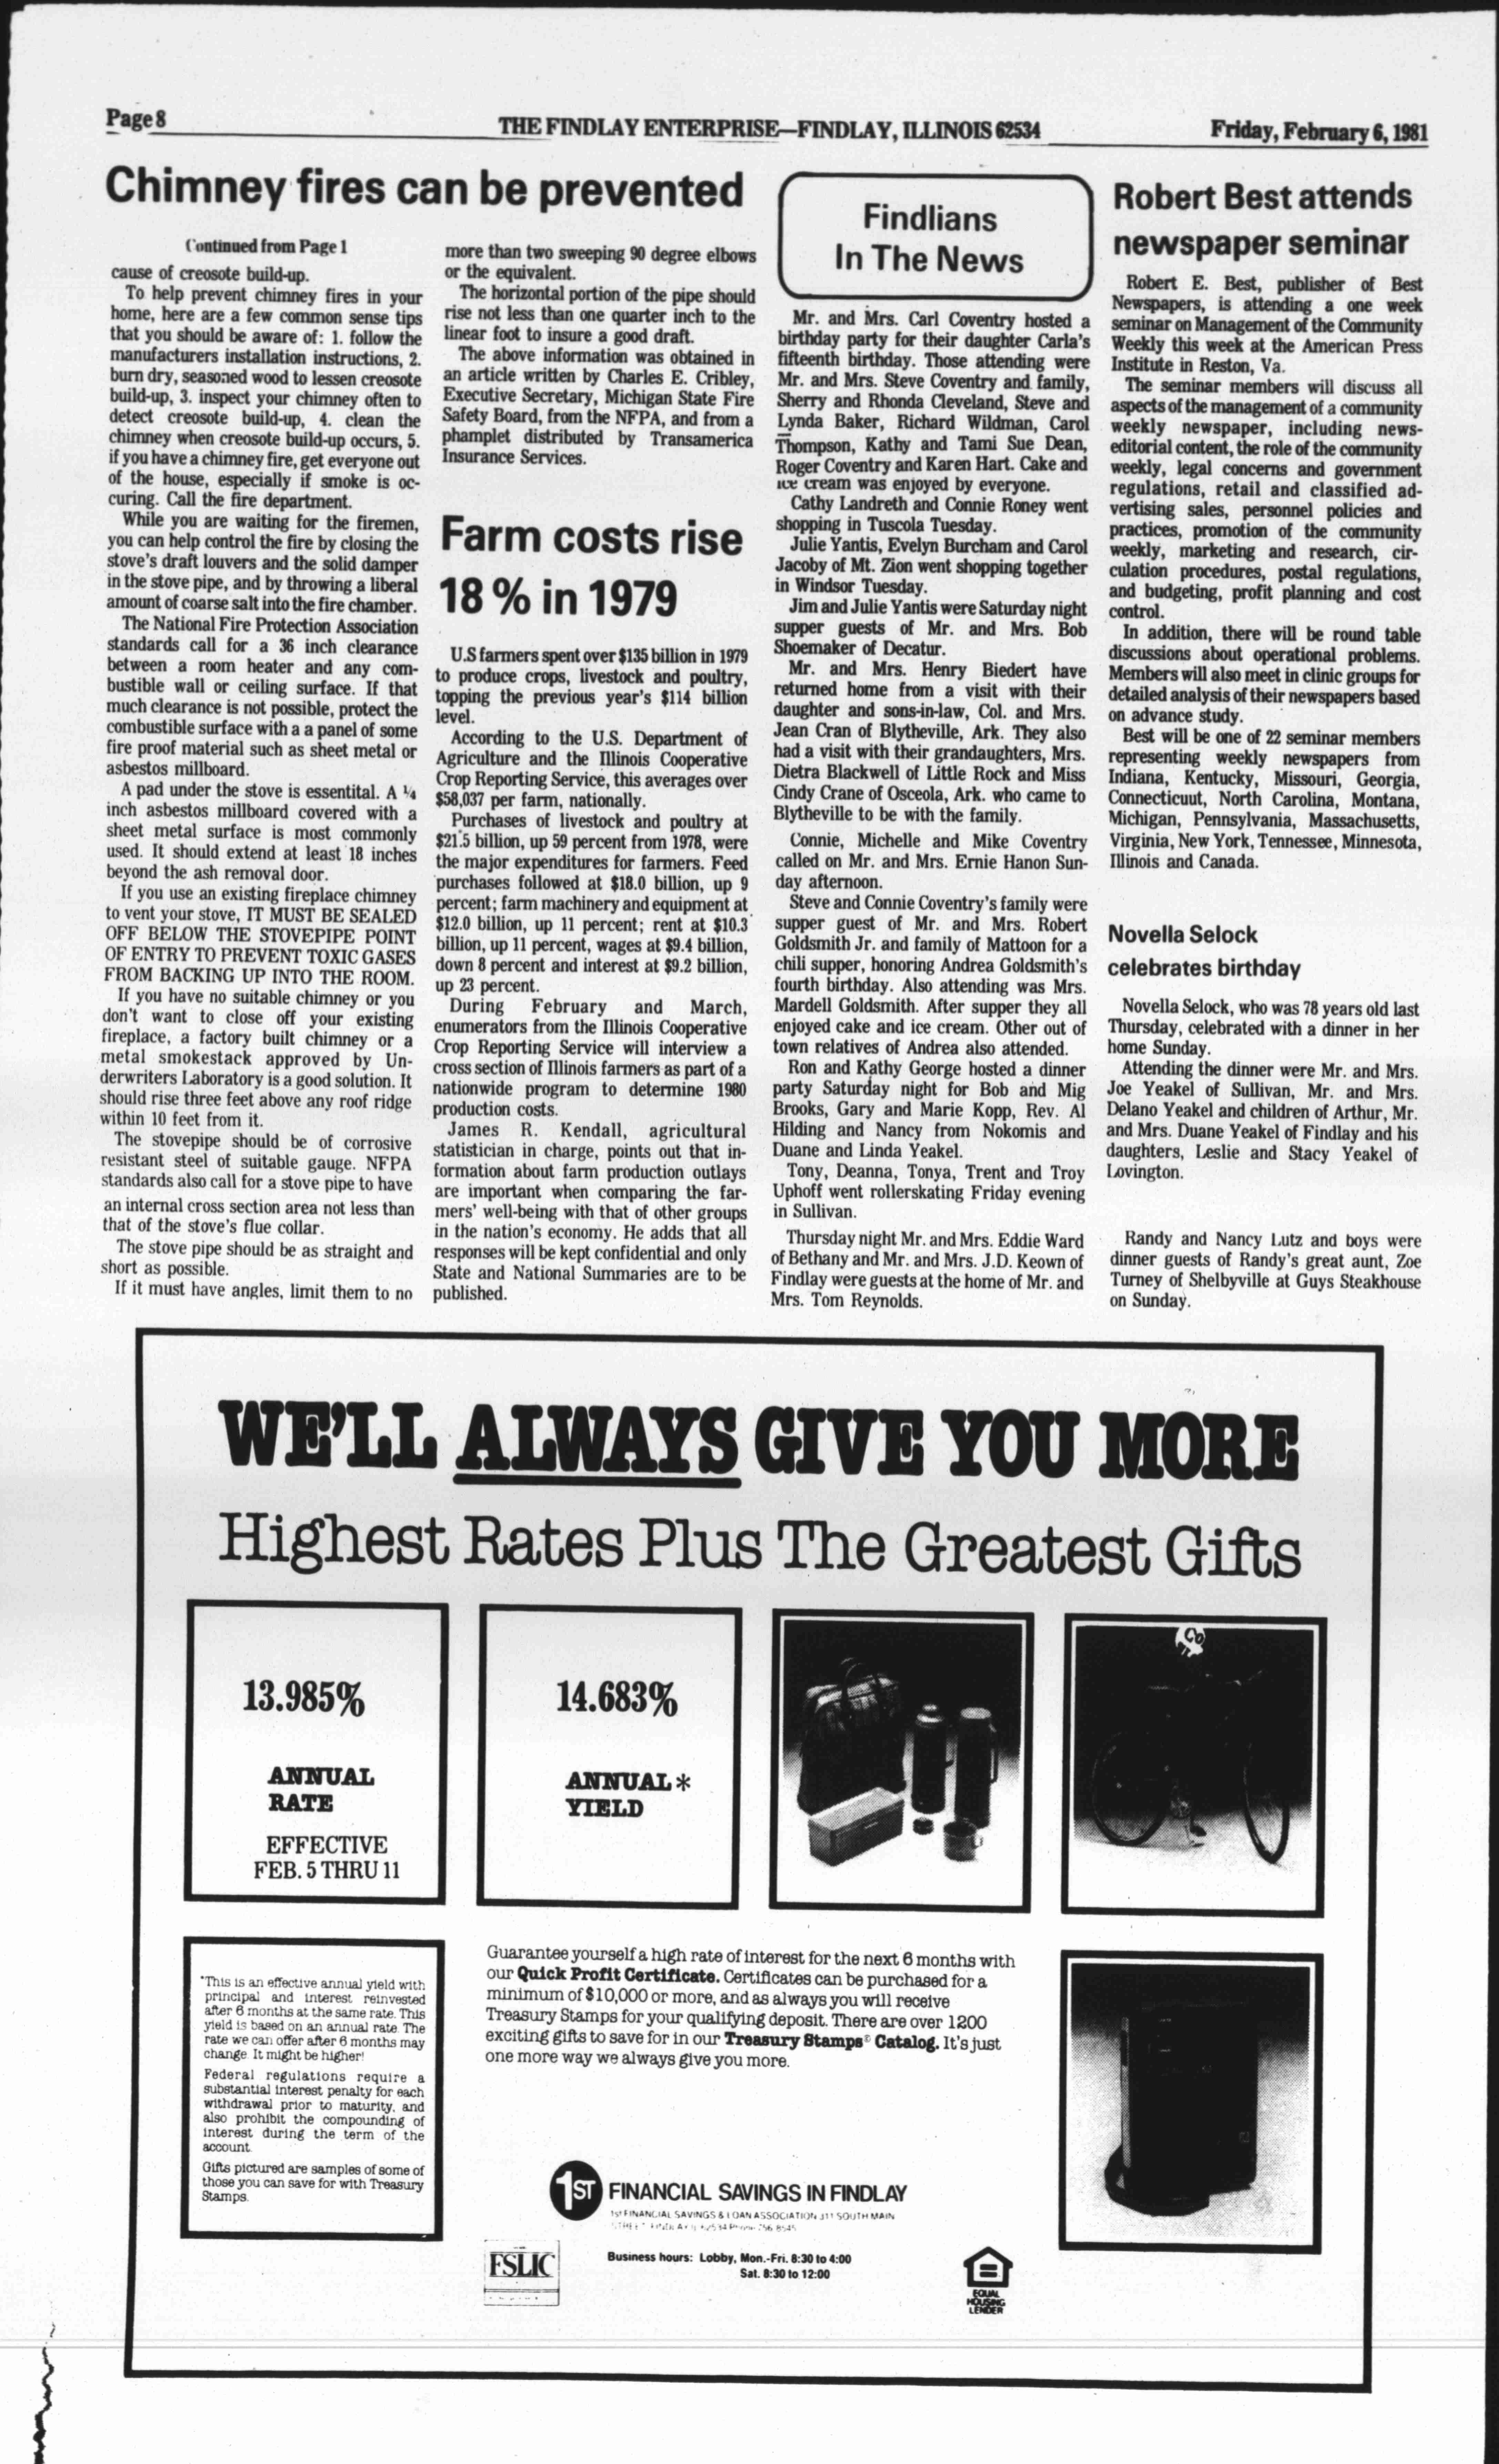 Page 8
THE FINDLAY ENTERPRISE—FINDLAY, ILLINOIS 62534
Friday, February 6, 1981
Chimney fires can be prevented
Continued from Page 1
cause of creosote build-up.
To help prevent chimney fires in your
home, here are a few common sense tips
that you should be aware of: 1. follow the
manufacturers installation instructions, 2.
burn dry, seasoned wood to lessen creosote
build-up, 3. inspect your chimney often to
detect creosote build-up, 4. clean the
chimney when creosote build-up occurs, 5.
if you have a chimney fire, get everyone out
of the house, especially if smoke is oc-
curing. Call the fire department.
While you are waiting for the firemen,
you can help control the fire by closing the
stove's draft louvers and the solid damper
in the stove pipe, and by throwing a liberal
amount of coarse salt into the fire chamber.
The National Fire Protection Association
standards call for a 36 inch clearance
between a room heater and any com-
bustible wall or ceiling surface. If that
much clearance is not possible, protect the
combustible surface with a a panel of some
fire proof material such as sheet metal or
asbestos millboard.
A pad under the stove is essentital. A ¼
inch asbestos millboard covered with a
sheet metal surface is most commonly
used. It should extend at least 18 inches
beyond the ash removal door.
If you use an existing fireplace chimney
to vent your stove, IT MUST BE SEALED
OFF BELOW THE STOVEPIPE POINT
OF ENTRY TO PREVENT TOXIC GASES
FROM BACKING UP INTO THE ROOM.
If you have no suitable chimney or you
don't want to close off your existing
fireplace, a factory built chimney or a
metal smokestack approved by Un-
derwriters Laboratory is a good solution. It
should rise three feet above any roof ridge
within 10 feet from it.
The stovepipe should be of corrosive
resistant steel of suitable gauge. NFPA
standards also call for a stove pipe to have
an internal cross section area not less than
that of the stove's flue collar.
The stove pipe should be as straight and
short as possible.
If it must have angles, limit them to no
more than two sweeping 90 degree elbows
or the equivalent.
The horizontal portion of the pipe should
rise not less than one quarter inch to the
linear foot to insure a good draft.
The above information was obtained in
an article written by Charles E. Cribley,
Executive Secretary, Michigan State Fire
Safety Board, from the NFPA, and from a
phamplet distributed by Transamerica
Insurance Services.
Farm costs rise
18 % in 1979
U.S farmers spent over $135 billion in 1979
to produce crops, livestock and poultry,
topping the previous year's $114 billion
level.
According to the U.S. Department of
Agriculture and the Illinois Cooperative
Crop Reporting Service, this averages over
$58,037 per farm, nationally.
Purchases of livestock and poultry at
$21.5 billion, up 59 percent from 1978, were
the major expenditures for farmers. Feed
purchases followed at $18.0 billion, up 9
percent; farm machinery and equipment at
$12.0 billion, up 11 percent; rent at $10.3
billion, up 11 percent, wages at $9.4 billion,
down 8 percent and interest at $9.2 billion,
up 23 percent.
During February and March,
enumerators from the Illinois Cooperative
Crop Reporting Service will interview a
cross section of Illinois farmers as part of a
nationwide program to determine 1980
production costs.
James R. Kendall, agricultural
statistician in charge, points out that in-
formation about farm production outlays
are important when comparing the far-
mers' well-being with that of other groups
in the nation's economy. He adds that all
responses will be kept confidential and only
State and National Summaries are to be
published.
Findlians
In The News
Mr. and Mrs. Carl Coventry hosted a
birthday party for their daughter Carla's
fifteenth birthday. Those attending were
Mr. and Mrs. Steve Coventry and family,
Sherry and Rhonda Cleveland, Steve and
Lynda Baker, Richard Wildman, Carol
Thompson, Kathy and Tami Sue Dean,
Roger Coventry and Karen Hart. Cake and
ice cream was enjoyed by everyone.
Cathy Landreth and Connie Roney went
shopping in Tuscola Tuesday.
Julie Yantis, Evelyn Burcham and Carol
Jacoby of Mt. Zion went shopping together
in Windsor Tuesday.
Jim and Julie Yantis were Saturday night
supper guests of Mr. and Mrs. Bob
Shoemaker of Decatur.
Mr. and Mrs. Henry Biedert have
returned home from a visit with their
daughter and sons-in-law, Col. and Mrs.
Jean Cran of Blytheville, Ark. They also
had a visit with their grandaughters, Mrs.
Dietra Blackwell of Little Rock and Miss
Cindy Crane of Osceola, Ark. who came to
Blytheville to be with the family.
Connie, Michelle and Mike Coventry
called on Mr. and Mrs. Ernie Hanon Sun-
day afternoon.
Steve and Connie Coventry's family were
supper guest of Mr. and Mrs. Robert
Goldsmith Jr. and family of Mattoon for a
chili supper, honoring Andrea Goldsmith's
fourth birthday. Also attending was Mrs.
Mardell Goldsmith. After supper they all
enjoyed cake and ice cream. Other out of
town relatives of Andrea also attended.
Ron and Kathy George hosted a dinner
party Saturday night for Bob and Mig
Brooks, Gary and Marie Kopp, Rev. Al
Hilding and Nancy from Nokomis and
Duane and Linda Yeakel.
Tony, Deanna, Tonya, Trent and Troy
Uphoff went rollerskating Friday evening
in Sullivan.
Thursday night Mr. and Mrs. Eddie Ward
of Bethany and Mr. and Mrs. J.D. Keown of
Findlay were guests at the home of Mr. and
Mrs. Tom Reynolds.
Robert Best attends
newspaper seminar
Robert E. Best, publisher of Best
Newspapers, is attending a one week
seminar on Management of the Community
Weekly this week at the American Press
Institute in Reston, Va.
The seminar members will discuss all
aspects of the management of a community
weekly newspaper, including news-
editorial content, the role of the community
weekly, legal concerns and government
regulations, retail and classified ad-
vertising sales, personnel policies and
practices, promotion of the community
weekly, marketing and research, cir-
culation procedures, postal regulations,
and budgeting, profit planning and cost
control.
In addition, there will be round table
discussions about operational problems.
Members will also meet in clinic groups for
detailed analysis of their newspapers based
on advance study.
Best will be one of 22 seminar members
representing weekly newspapers from
Indiana, Kentucky, Missouri, Georgia,
Connecticuut, North Carolina, Montana,
Michigan, Pennsylvania, Massachusetts,
Virginia, New York, Tennessee, Minnesota,
Illinois and Canada.
Novella Selock
celebrates birthday
Novella Selock, who was 78 years old last
Thursday, celebrated with a dinner in her
home Sunday.
Attending the dinner were Mr. and Mrs.
Joe Yeakel of Sullivan, Mr. and Mrs.
Delano Yeakel and children of Arthur, Mr.
and Mrs. Duane Yeakel of Findlay and his
daughters, Leslie and Stacy Yeakel of
Lovington.
Randy and Nancy Lutz and boys were
dinner guests of Randy's great aunt, Zoe
Turney of Shelbyville at Guys Steakhouse
on Sunday.
WE'LL ALWAYS GIVE YOU MORE
Highest Rates Plus The Greatest Gifts
13.985%
ANNUAL
RATE
EFFECTIVE
FEB. 5 THRU 11
14.683%
ANNUAL*
YIELD
*This is an effective annual yield with
principal and interest reinvested
after 6 months at the same rate. This
yield is based on an annual rate. The
rate we can offer after 6 months may
change. It might be higher!
Federal regulations require a
substantial interest penalty for each
withdrawal prior to maturity, and
also prohibit the compounding of
interest during the term of the
account.
Gifts pictured are samples of some of
those you can save for with Treasury
Stamps.
Guarantee yourself a high rate of interest for the next 6 months with
our Quick Profit Certificate. Certificates can be purchased for a
minimum of $10,000 or more, and as always you will receive
Treasury Stamps for your qualifying deposit. There are over 1200
exciting gifts to save for in our Treasury Stamps® Catalog. It's just
one more way we always give you more.
1ST FINANCIAL SAVINGS IN FINDLAY
1st FINANCIAL SAVINGS & LOAN ASSOCIATION 311 SOUTH MAIN
FSLIC
Business hours: Lobby, Mon.-Fri. 8:30 to 4:00
Sat. 8:30 to 12:00
EQUAL
HOUSING
LENDER